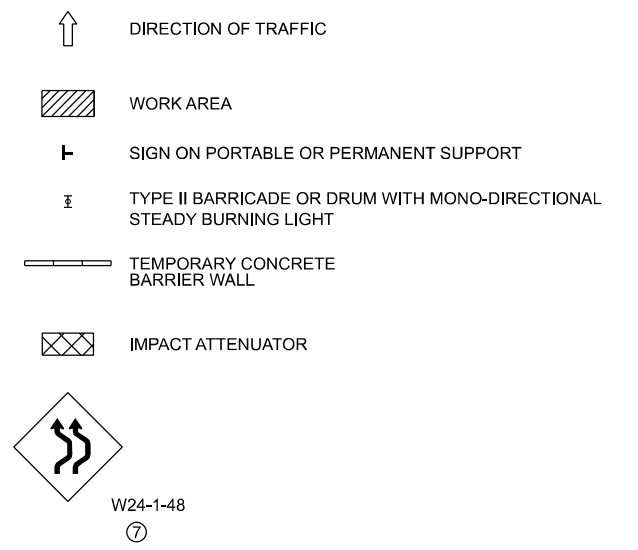 DIRECTION OF TRAFFIC
WORK AREA
SIGN ON PORTABLE OR PERMANENT SUPPORT
TYPE II BARRICADE OR DRUM WITH MONO-DIRECTIONAL
STEADY BURNING LIGHT
TEMPORARY CONCRETE
BARRIER WALL
IMPACT ATTENUATOR
W24-1-48
7